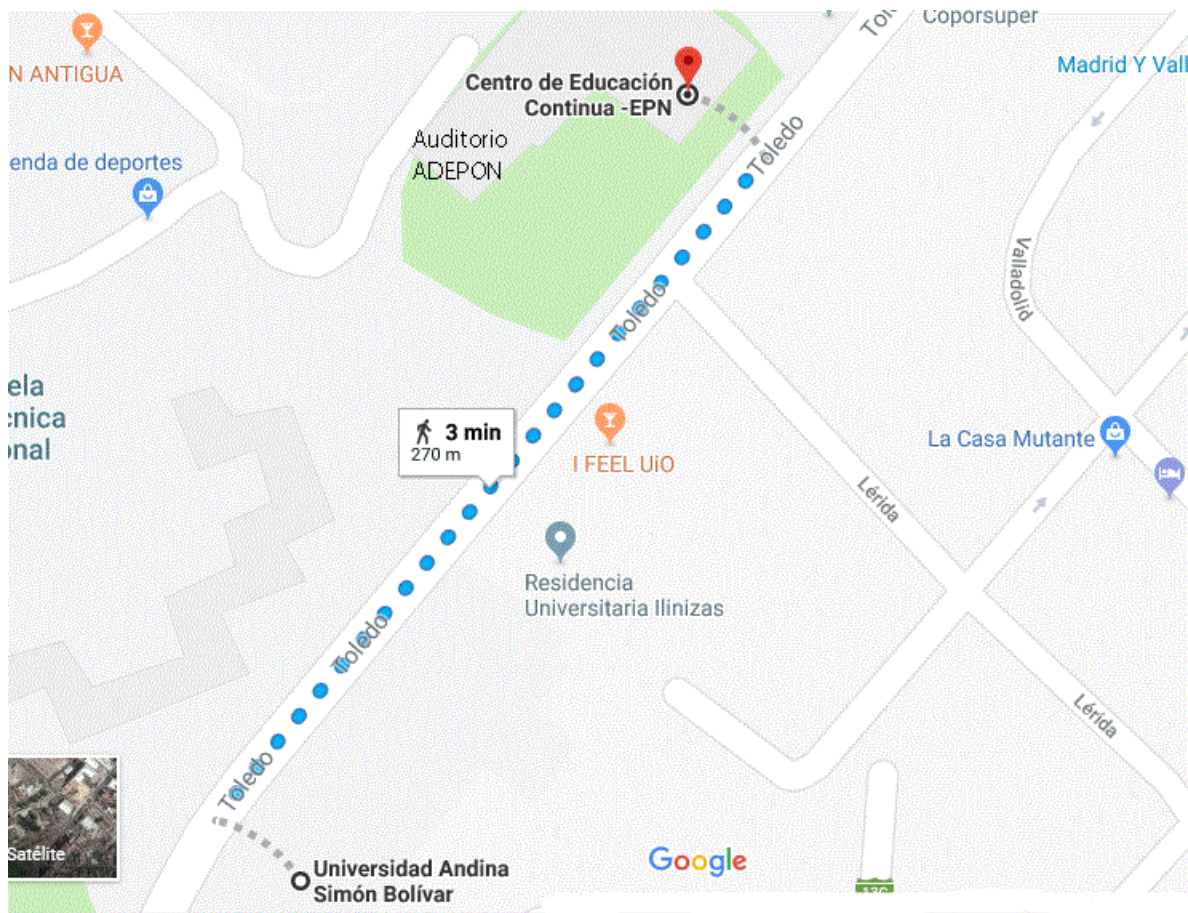 Coporsuper
N ANTIGUA
Madrid Y Vall
Centro de Educación
Continua -EPN
Auditorio
ADEPON
Toledo
enda de deportes
Valladolid
Toledo
ela
cnica
onal
3 min
270 m
I FEEL UiO
La Casa Mutante
Lérida
Residencia
Universitaria Ilinizas
Toledo
Lérida
Toledo
Satélite
Google
Universidad Andina
Simón Bolívar